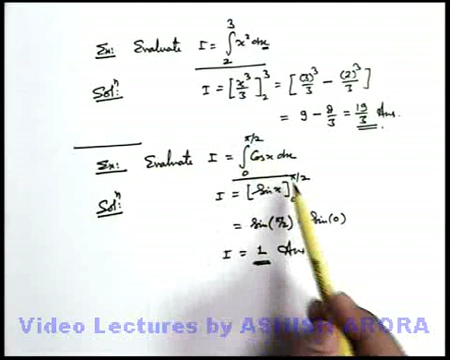 Ex: Evaluate I = ∫₂³ x² dx
Solⁿ: I = [x³/3]₂³ = [(3)³/3 − (2)³/3]
= 9 − 8/3 = 19/3 Ans.
Ex: Evaluate I = ∫₀^{π/2} Cosx dx
Solⁿ: I = [Sin x]₀^{π/2}
= Sin(π/2) Sin(0)
I = 1 Ans
Video Lectures by ASHISH ARORA